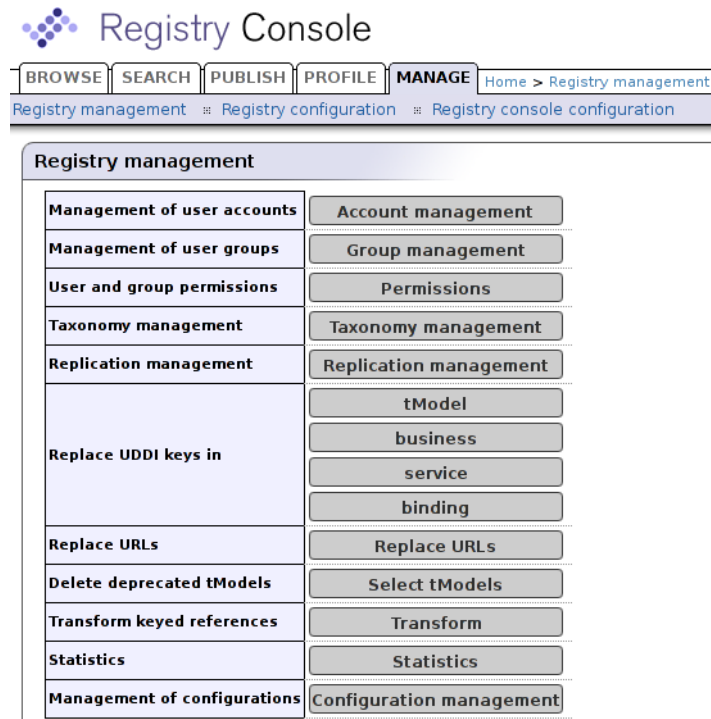 Registry Console
BROWSE SEARCH PUBLISH PROFILE MANAGE Home > Registry management
Registry management Registry configuration Registry console configuration
Registry management
Management of user accounts Account management
Management of user groups Group management
User and group permissions Permissions
Taxonomy management Taxonomy management
Replication management Replication management
Replace UDDI keys in tModel
business
service
binding
Replace URLs Replace URLs
Delete deprecated tModels Select tModels
Transform keyed references Transform
Statistics Statistics
Management of configurations Configuration management